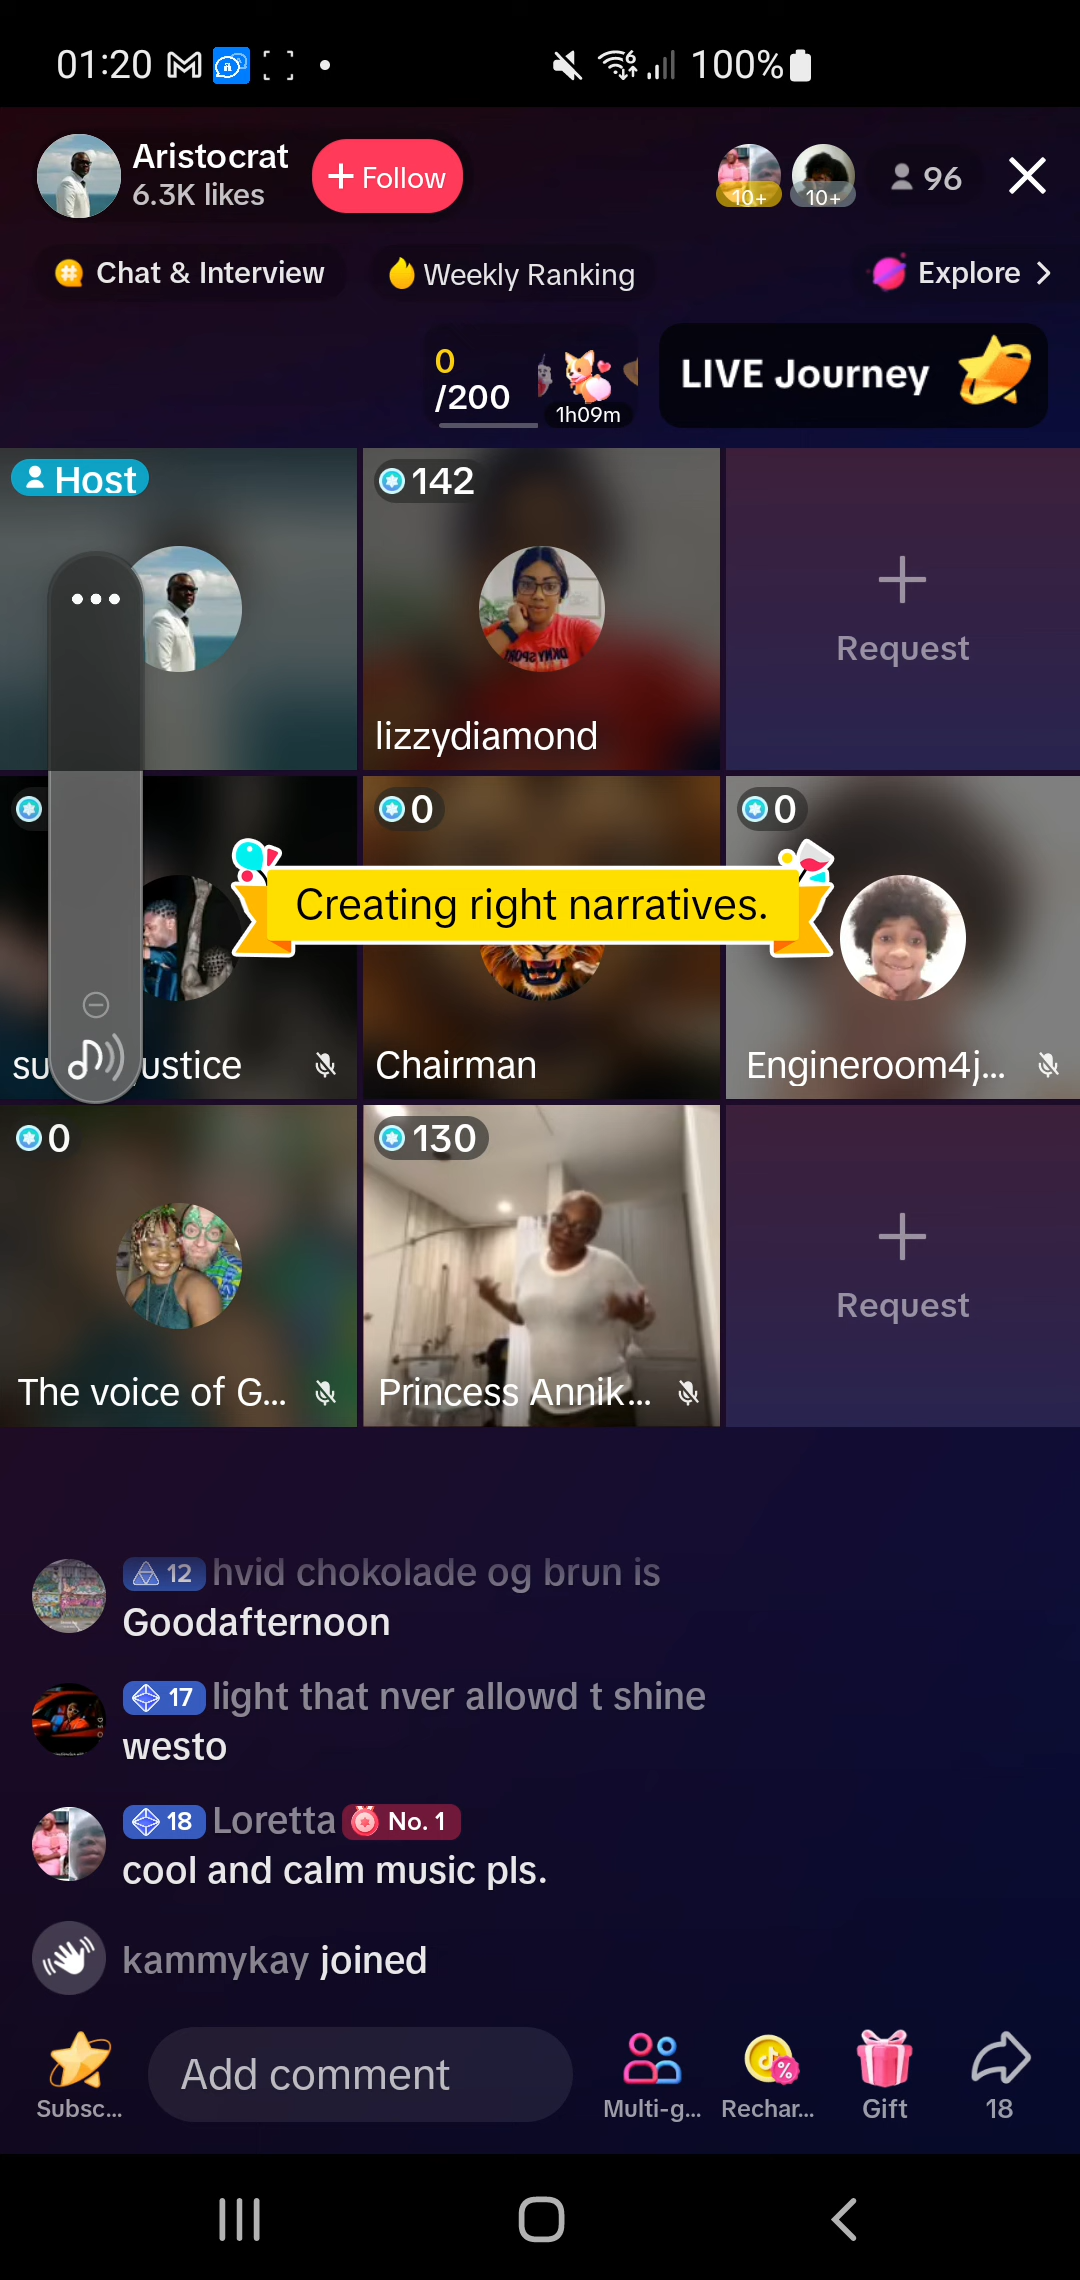 01:20
100%
Aristocrat
6.3K likes
+ Follow
10+
10+
96
Chat & Interview
Weekly Ranking
Explore >
0
/200
1h09m
LIVE Journey
Host
142
lizzydiamond
Request
0
0
Creating right narratives.
ustice
Chairman
Engineroom4j...
0
130
The voice of G...
Princess Annik...
Request
12 hvid chokolade og brun is
Goodafternoon
17 light that nver allowd t shine
westo
18 Loretta No. 1
cool and calm music pls.
kammykay joined
Add comment
Subsc...
Multi-g...
Rechar...
Gift
18